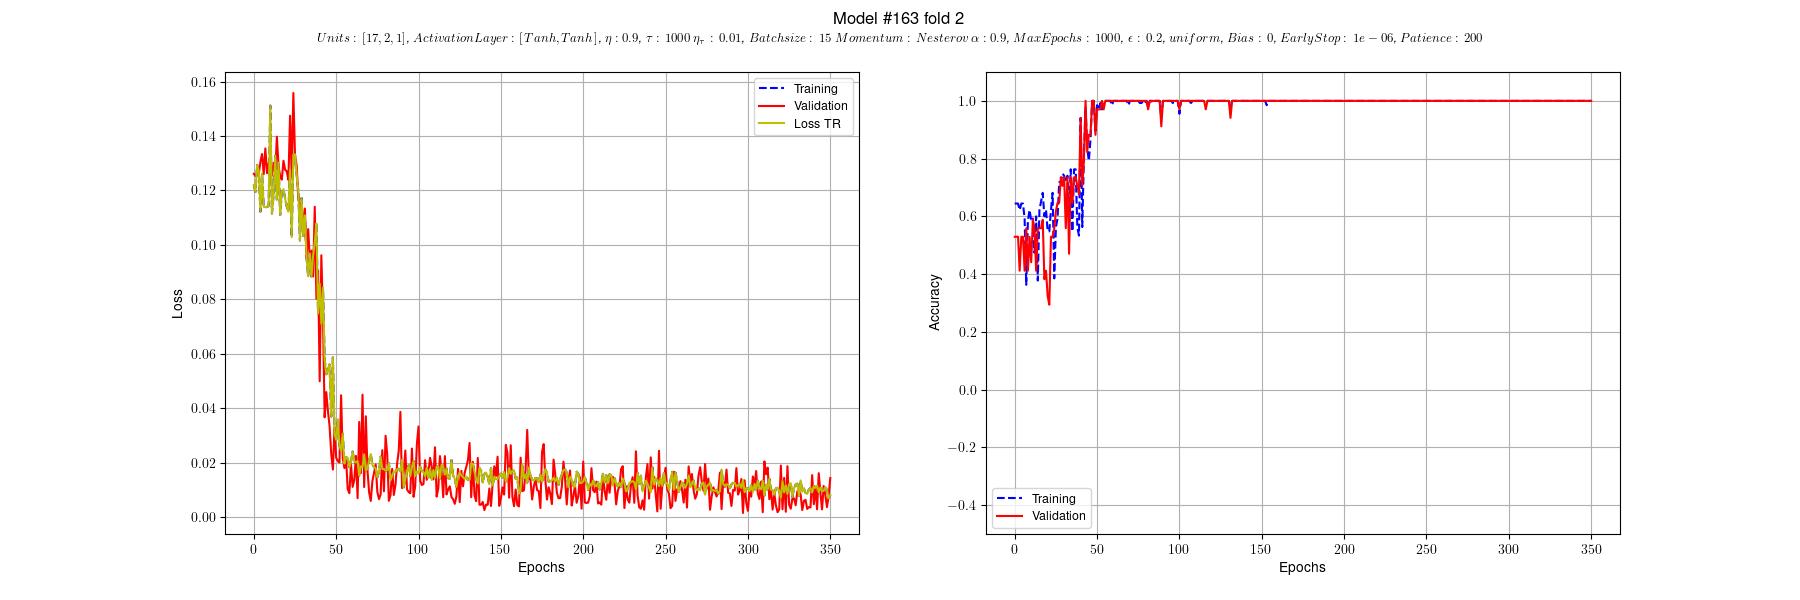 Model #163 fold 2
Units : [17, 2, 1], ActivationLayer : [Tanh, Tanh], η : 0.9, τ : 1000 ητ : 0.01, Batchsize : 15 Momentum : Nesterov α : 0.9, MaxEpochs : 1000, ϵ : 0.2, uniform, Bias : 0, EarlyStop : 1e − 06, Patience : 200
0.16
0.14
0.12
0.10
0.08
0.06
0.04
0.02
0.00
Loss
Training
Validation
Loss TR
0 50 100 150 200 250 300 350
Epochs
1.0
0.8
0.6
0.4
0.2
0.0
−0.2
−0.4
Accuracy
Training
Validation
0 50 100 150 200 250 300 350
Epochs